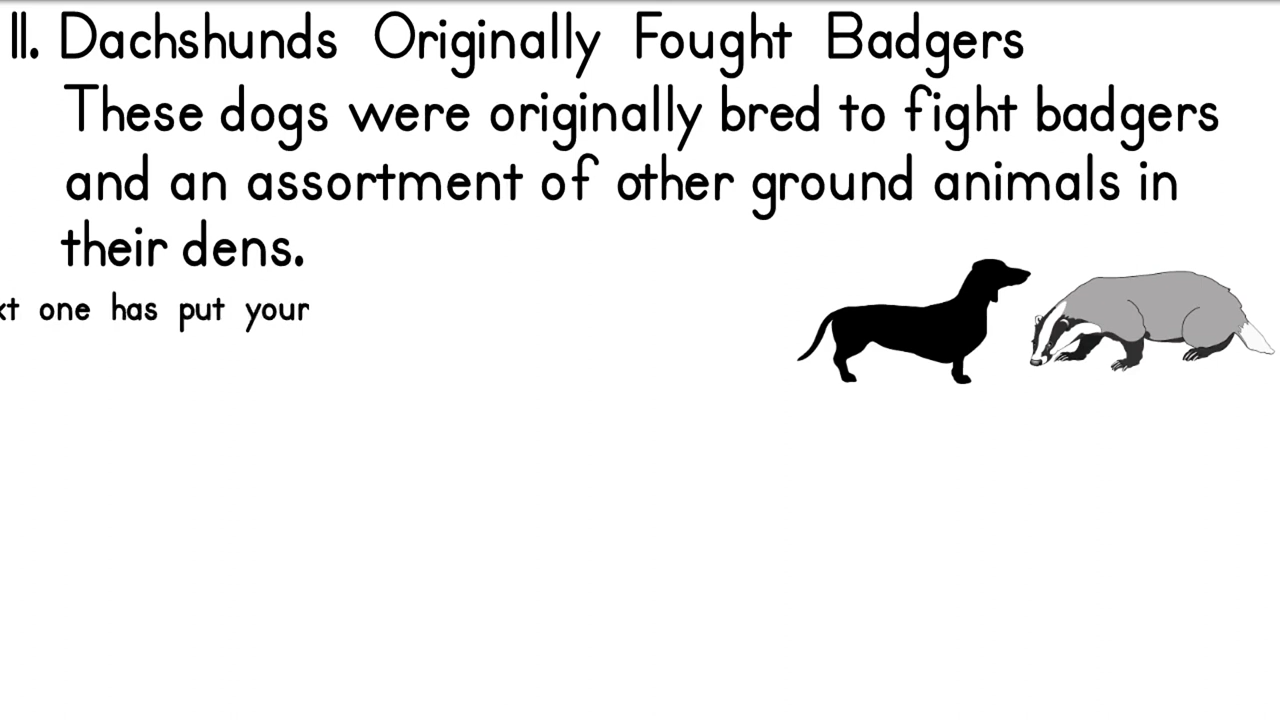 11. Dachshunds Originally Fought Badgers
These dogs were originally bred to fight badgers
and an assortment of other ground animals in
their dens.
one has put your